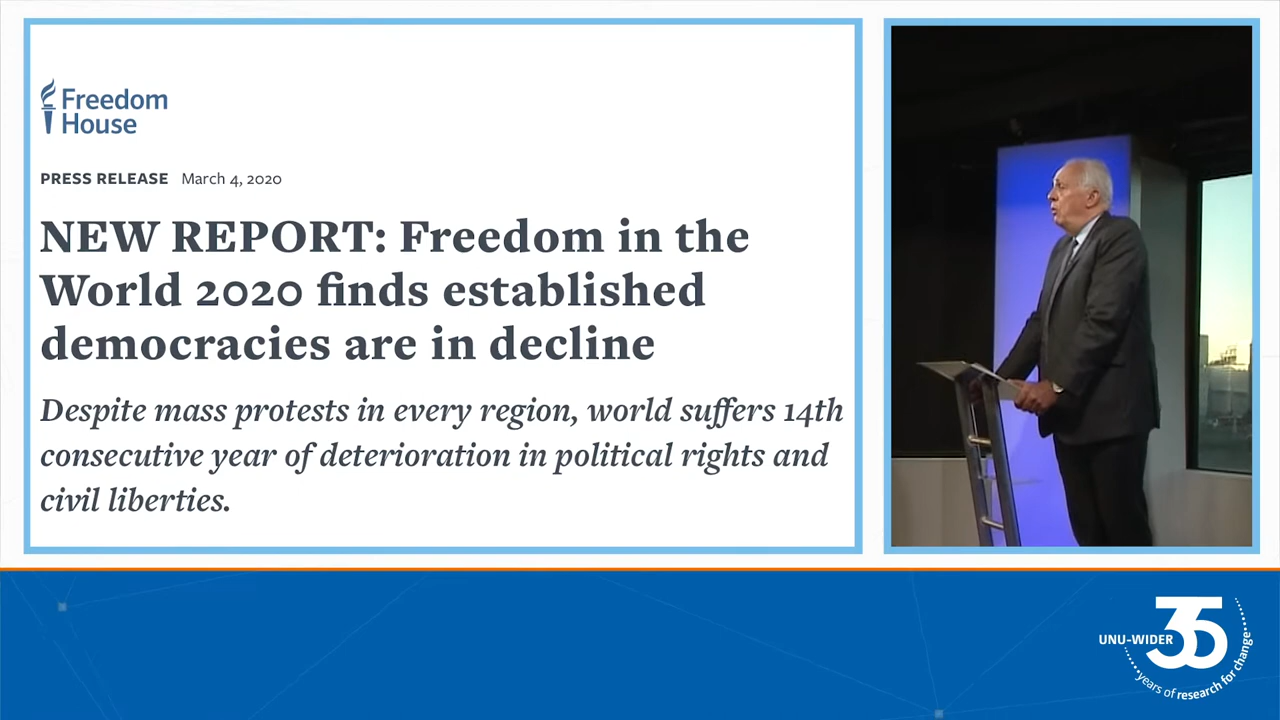 Freedom
House
PRESS RELEASE March 4, 2020
NEW REPORT: Freedom in the
World 2020 finds established
democracies are in decline
Despite mass protests in every region, world suffers 14th
consecutive year of deterioration in political rights and
civil liberties.
UNU-WIDER 35
years of research for change